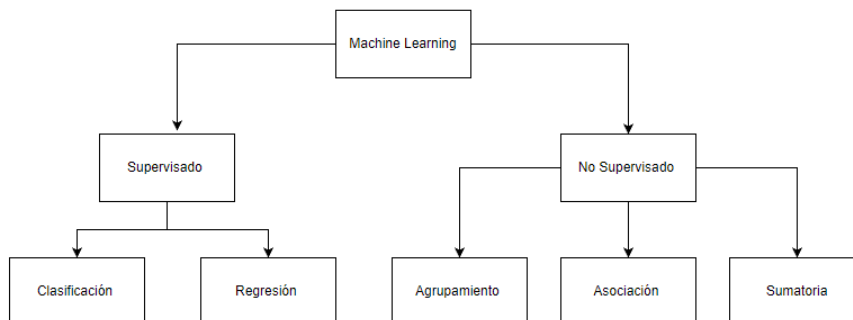 Machine Learning
Supervisado
No Supervisado
Clasificación
Regresión
Agrupamiento
Asociación
Sumatoria